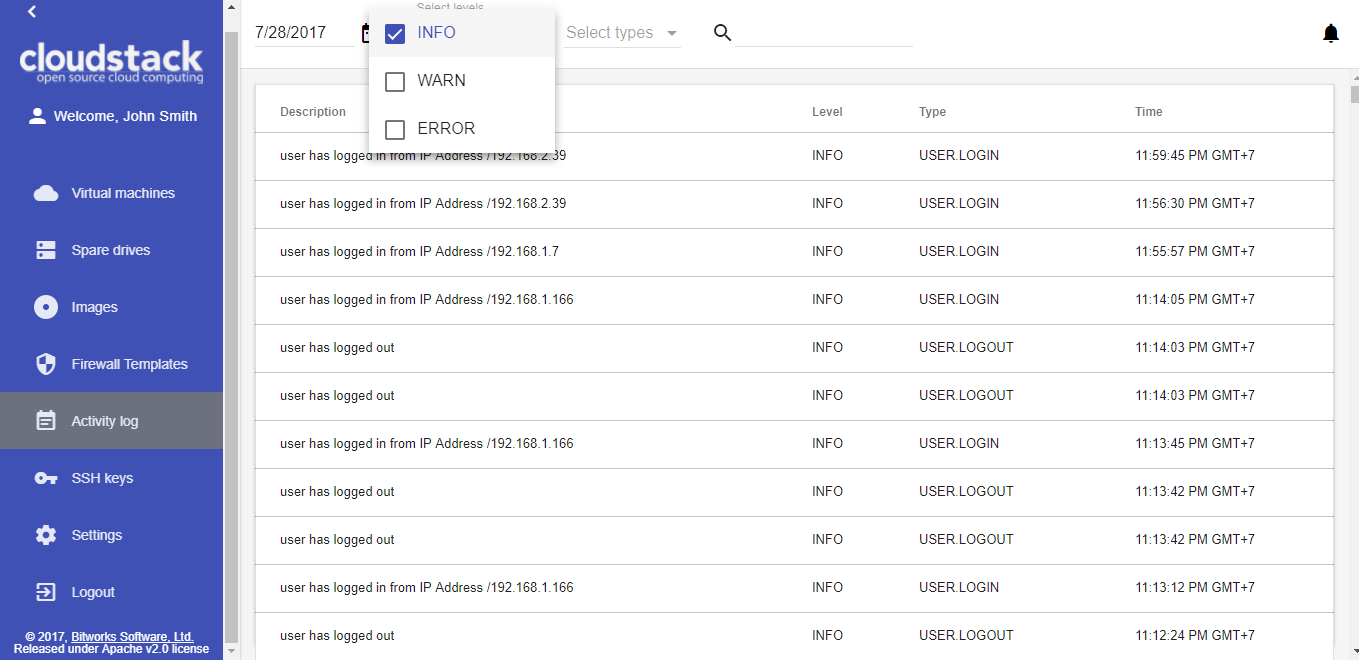 cloudstack
open source cloud computing
Welcome, John Smith
Virtual machines
Spare drives
Images
Firewall Templates
Activity log
SSH keys
Settings
Logout
© 2017, Bitworks Software, Ltd.
Released under Apache v2.0 license
7/28/2017
Select levels
INFO
WARN
ERROR
Select types
Description Level Type Time
user has logged in from IP Address /192.168.2.39 INFO USER.LOGIN 11:59:45 PM GMT+7
user has logged in from IP Address /192.168.2.39 INFO USER.LOGIN 11:56:30 PM GMT+7
user has logged in from IP Address /192.168.1.7 INFO USER.LOGIN 11:55:57 PM GMT+7
user has logged in from IP Address /192.168.1.166 INFO USER.LOGIN 11:14:05 PM GMT+7
user has logged out INFO USER.LOGOUT 11:14:03 PM GMT+7
user has logged out INFO USER.LOGOUT 11:14:03 PM GMT+7
user has logged in from IP Address /192.168.1.166 INFO USER.LOGIN 11:13:45 PM GMT+7
user has logged out INFO USER.LOGOUT 11:13:42 PM GMT+7
user has logged out INFO USER.LOGOUT 11:13:42 PM GMT+7
user has logged in from IP Address /192.168.1.166 INFO USER.LOGIN 11:13:12 PM GMT+7
user has logged out INFO USER.LOGOUT 11:12:24 PM GMT+7